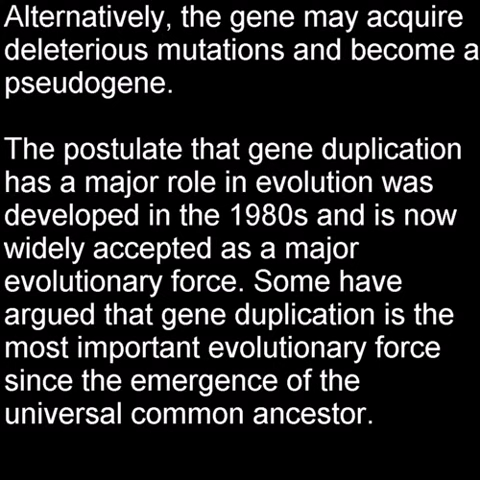 Alternatively, the gene may acquire
deleterious mutations and become a
pseudogene.
The postulate that gene duplication
has a major role in evolution was
developed in the 1980s and is now
widely accepted as a major
evolutionary force. Some have
argued that gene duplication is the
most important evolutionary force
since the emergence of the
universal common ancestor.